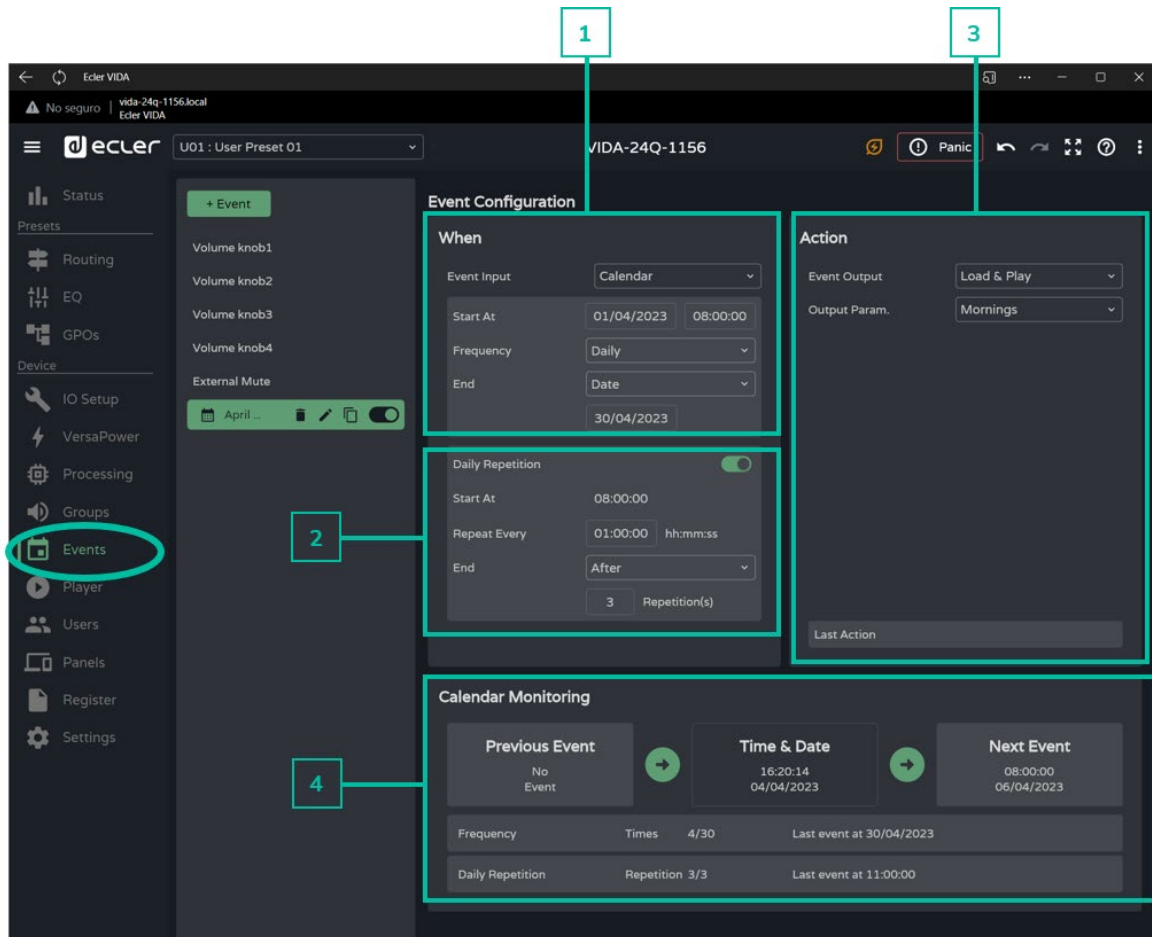 1
3
Ecler VIDA
No seguro | vida-24q-1156.local
Ecler VIDA
ecler
U01 : User Preset 01
VIDA-24Q-1156
Panic
Status
Presets
Routing
EQ
GPOs
Device
IO Setup
VersaPower
Processing
Groups
Events
Player
Users
Panels
Register
Settings
+ Event
Volume knob1
Volume knob2
Volume knob3
Volume knob4
External Mute
April ...
Event Configuration
When
Event Input Calendar
Start At 01/04/2023 08:00:00
Frequency Daily
End Date
30/04/2023
2
Daily Repetition
Start At 08:00:00
Repeat Every 01:00:00 hh:mm:ss
End After
3 Repetition(s)
Action
Event Output Load & Play
Output Param. Mornings
Last Action
4
Calendar Monitoring
Previous Event
No
Event
Time & Date
16:20:14
04/04/2023
Next Event
08:00:00
06/04/2023
Frequency Times 4/30 Last event at 30/04/2023
Daily Repetition Repetition 3/3 Last event at 11:00:00